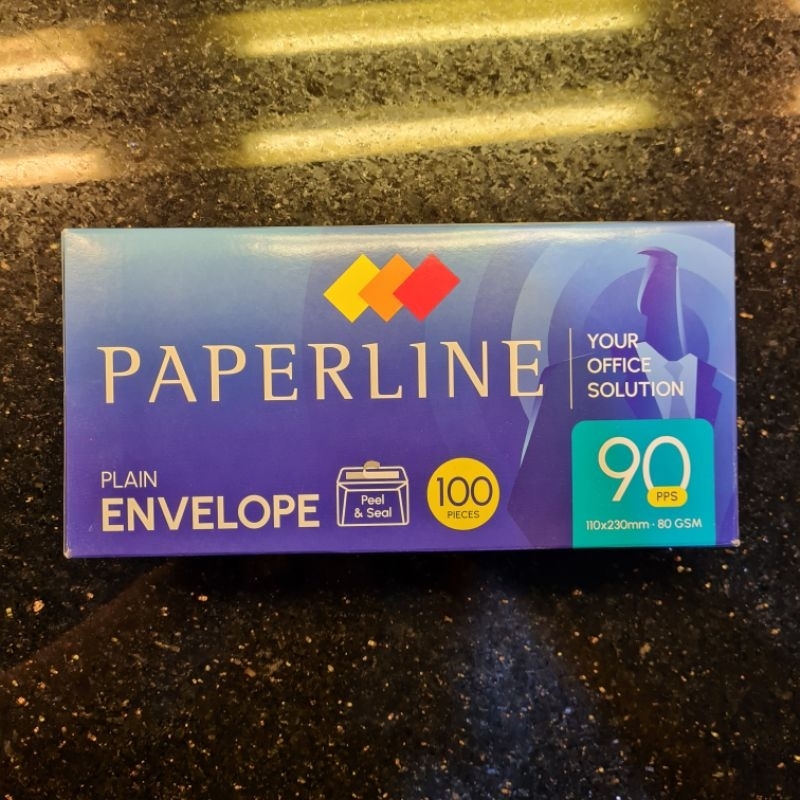 PAPERLINE
YOUR
OFFICE
SOLUTION
PLAIN
ENVELOPE
Peel
& Seal
100
PIECES
90
PPS
110x230mm · 80 GSM